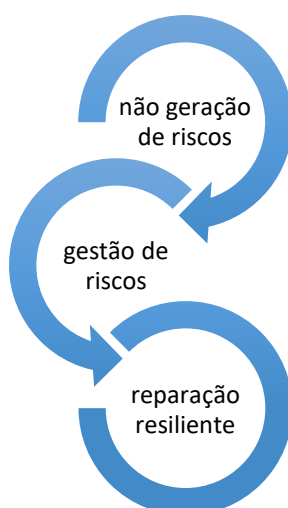 não geração
de riscos
gestão de
riscos
reparação
resiliente